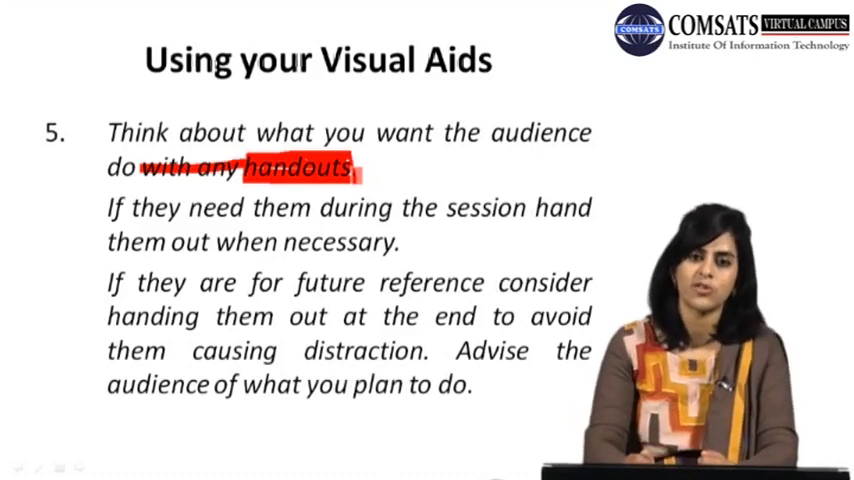 COMSATS VIRTUAL CAMPUS
COMSATS
Institute Of Information Technology
Using your Visual Aids
5. Think about what you want the audience
do with any handouts.
If they need them during the session hand
them out when necessary.
If they are for future reference consider
handing them out at the end to avoid
them causing distraction. Advise the
audience of what you plan to do.